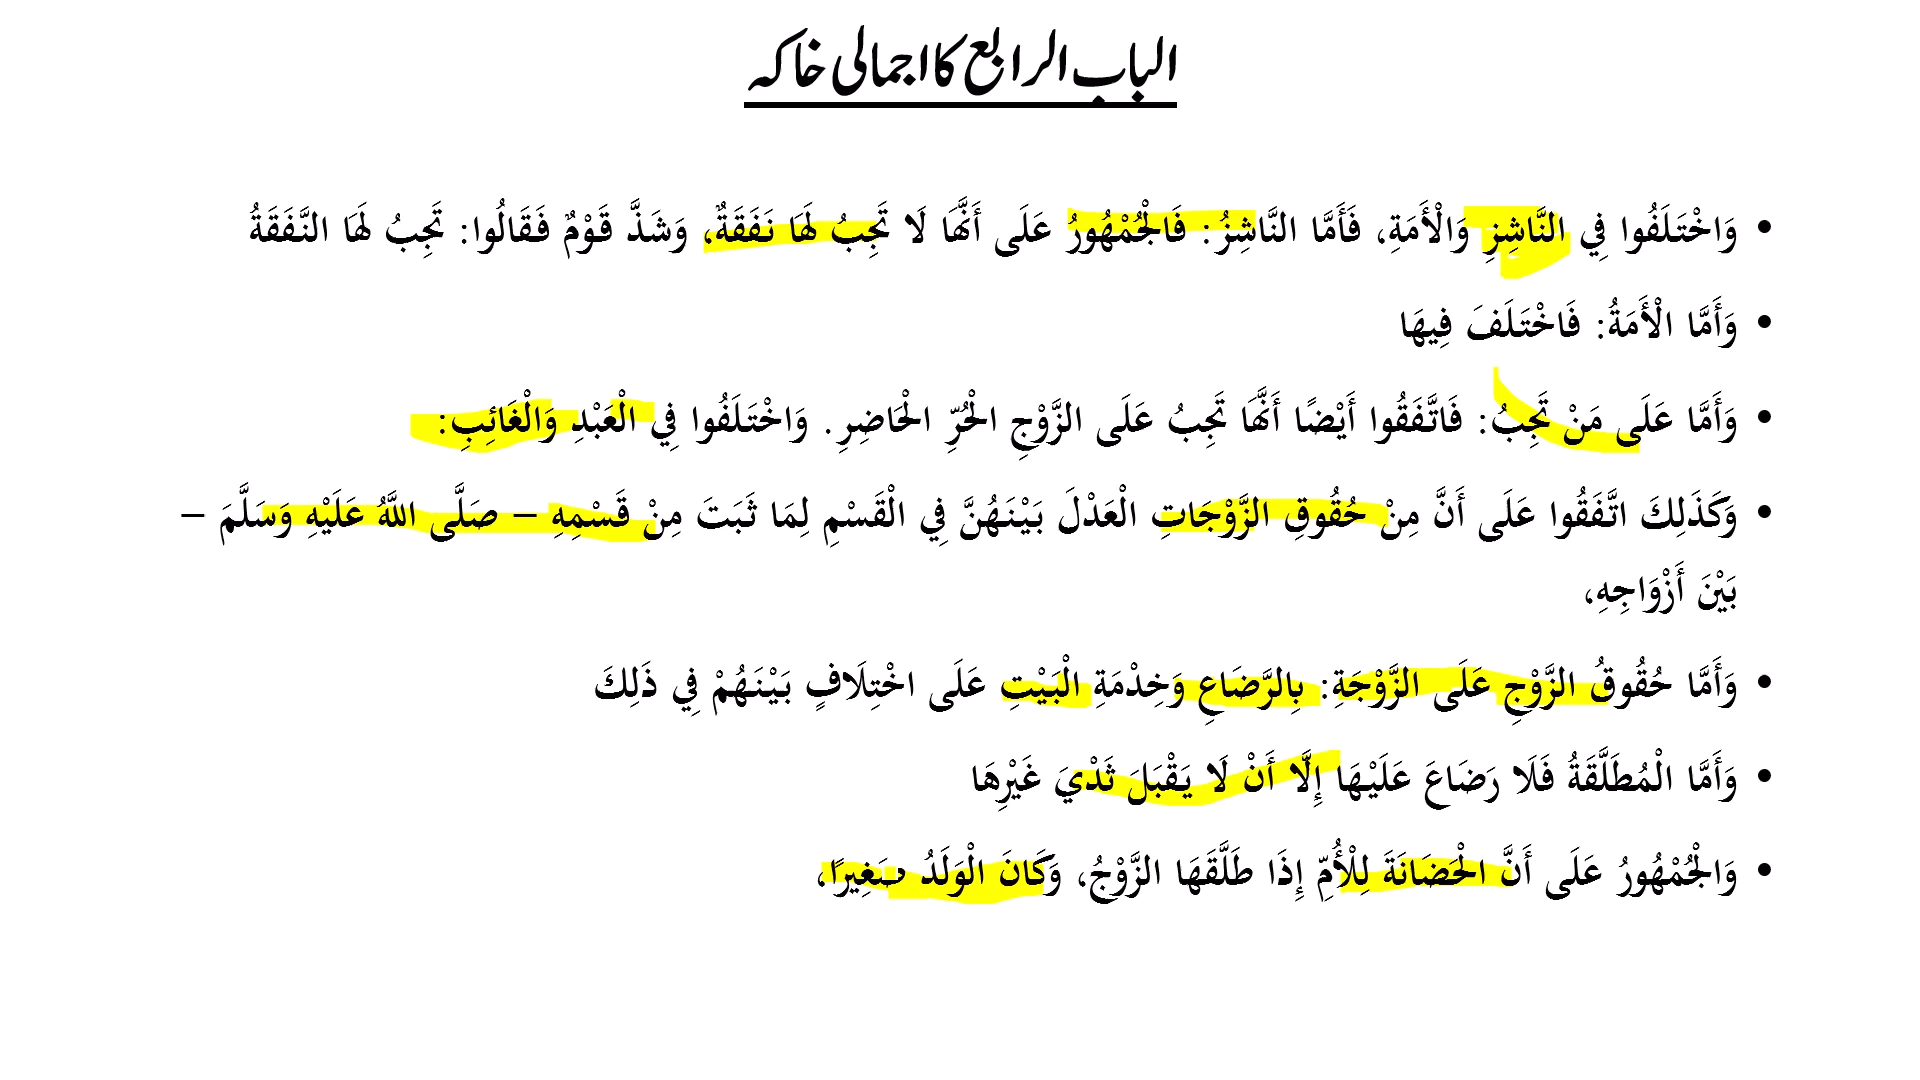 الباب الرابع کا اجمالی خاکہ
• وَاخْتَلَفُوا فِي النَّاشِزِ وَالْأَمَةِ، فَأَمَّا النَّاشِزُ: فَالْجُمْهُورُ عَلَى أَنَّهَا لَا تَجِبُ لَهَا نَفَقَةٌ، وَشَذَّ قَوْمٌ فَقَالُوا: تَجِبُ لَهَا النَّفَقَةُ
• وَأَمَّا الْأَمَةُ: فَاخْتَلَفَ فِيهَا
• وَأَمَّا عَلَى مَنْ تَجِبُ: فَاتَّفَقُوا أَيْضًا أَنَّهَا تَجِبُ عَلَى الزَّوْجِ الْحُرِّ الْحَاضِرِ. وَاخْتَلَفُوا فِي الْعَبْدِ وَالْغَائِبِ:
• وَكَذَلِكَ اتَّفَقُوا عَلَى أَنَّ مِنْ حُقُوقِ الزَّوْجَاتِ الْعَدْلَ بَيْنَهُنَّ فِي الْقَسْمِ لِمَا ثَبَتَ مِنْ قَسْمِهِ – صَلَّى اللَّهُ عَلَيْهِ وَسَلَّمَ –
بَيْنَ أَزْوَاجِهِ،
• وَأَمَّا حُقُوقُ الزَّوْجِ عَلَى الزَّوْجَةِ: بِالرَّضَاعِ وَخِدْمَةِ الْبَيْتِ عَلَى اخْتِلَافٍ بَيْنَهُمْ فِي ذَلِكَ
• وَأَمَّا الْمُطَلَّقَةُ فَلَا رَضَاعَ عَلَيْهَا إِلَّا أَنْ لَا يَقْبَلَ ثَدْيَ غَيْرِهَا
• وَالْجُمْهُورُ عَلَى أَنَّ الْحَضَانَةَ لِلْأُمِّ إِذَا طَلَّقَهَا الزَّوْجُ، وَكَانَ الْوَلَدُ صَغِيرًا،